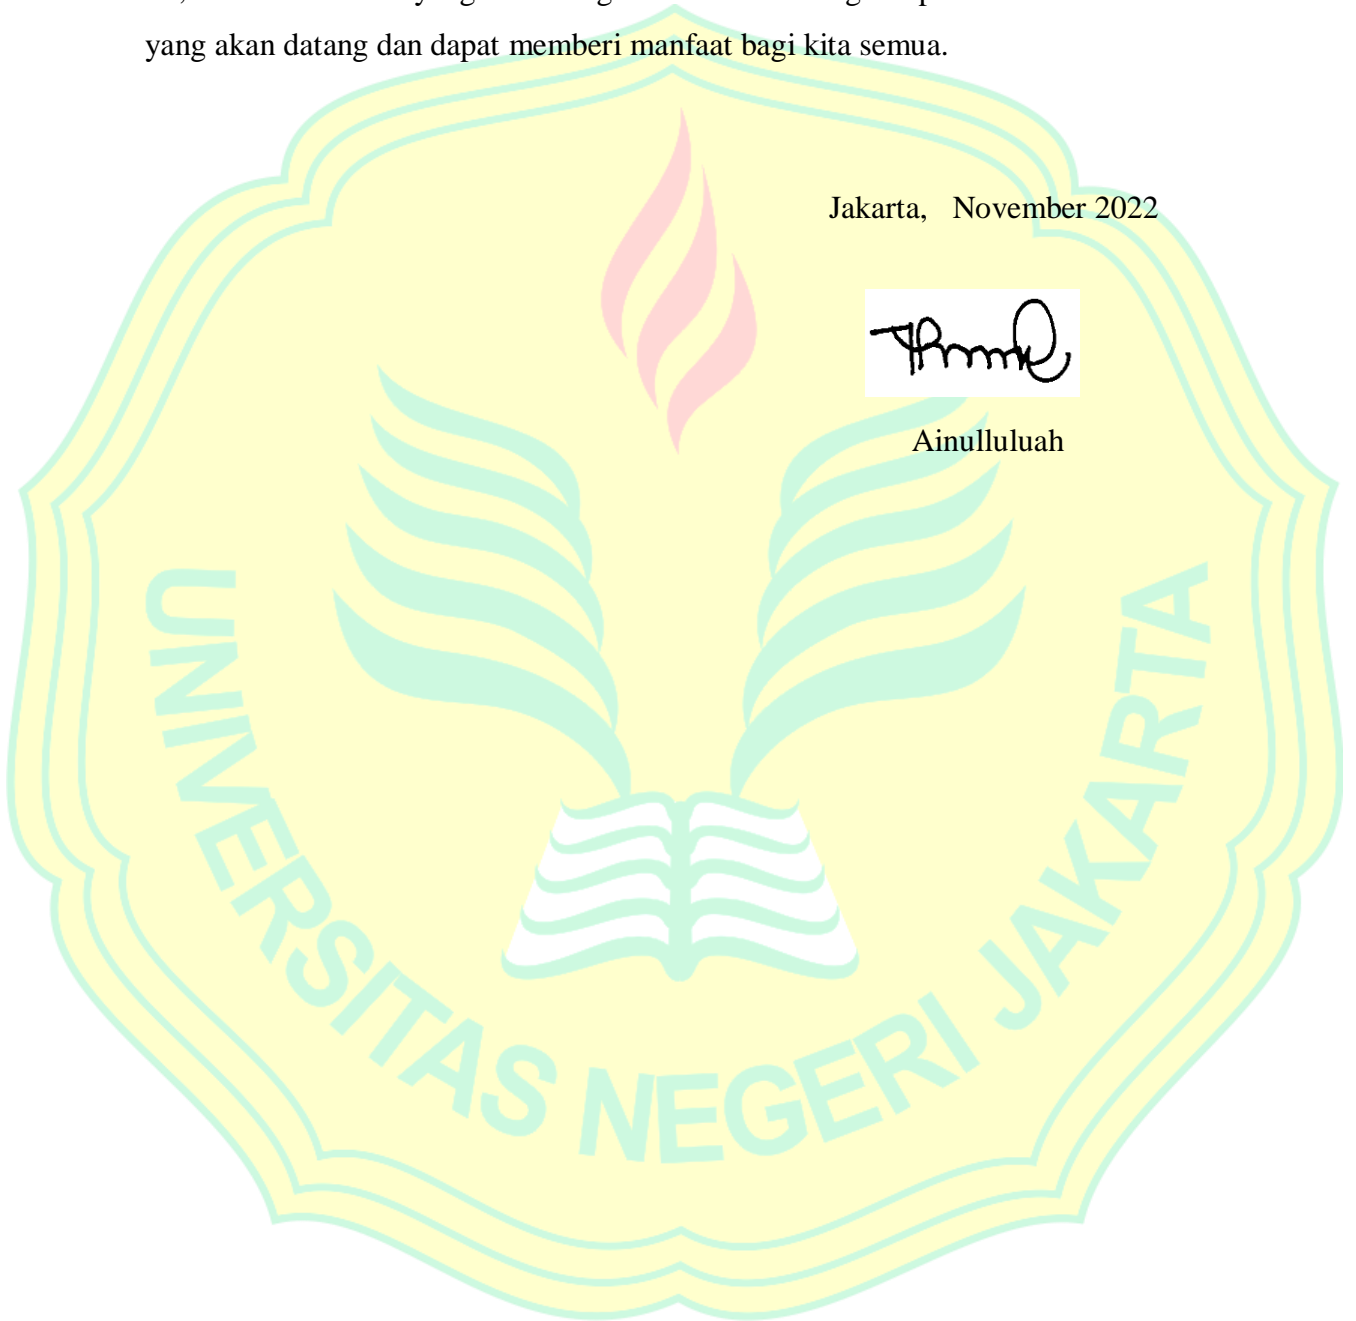 yang akan datang dan dapat memberi manfaat bagi kita semua.
Jakarta, November 2022
Ainulluluah
UNIVERSITAS NEGERI JAKARTA